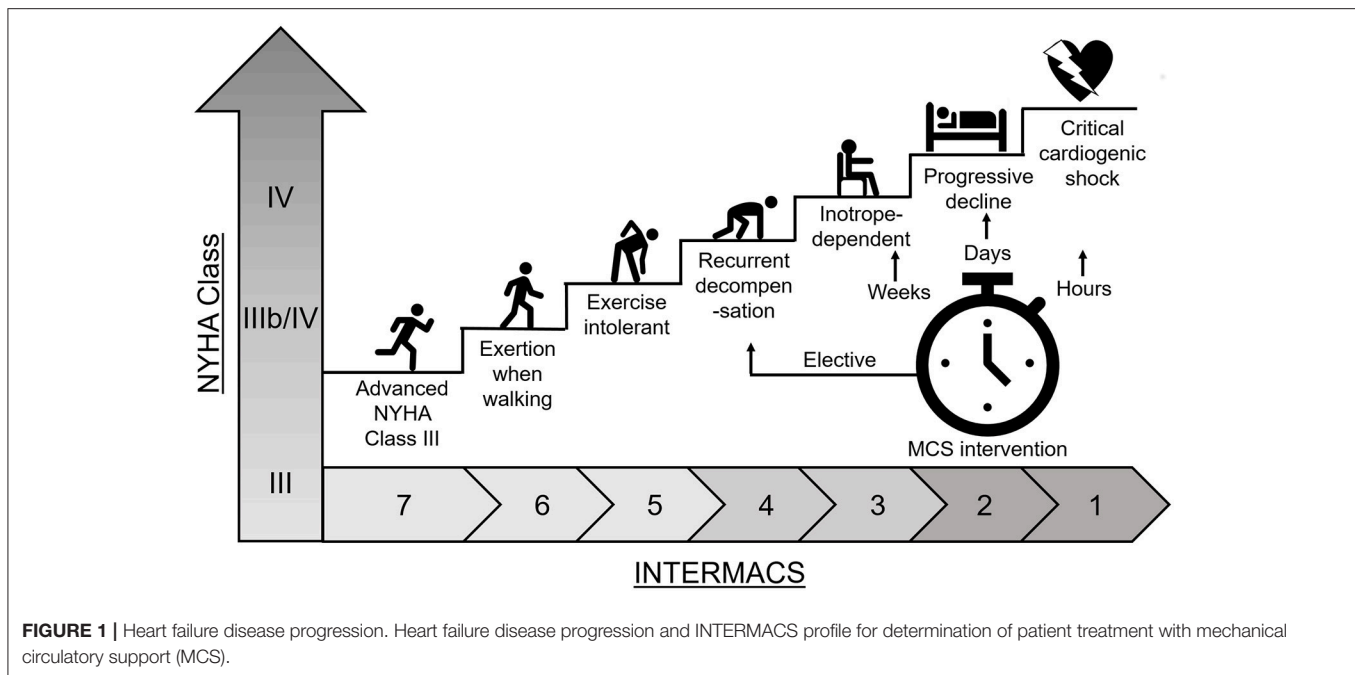 NYHA Class
IV
IIIb/IV
III
Advanced
NYHA
Class III
Exertion
when
walking
Exercise
intolerant
Recurrent
decompen
-sation
Inotrope-
dependent
Progressive
decline
Critical
cardiogenic
shock
Elective
Weeks
Days
Hours
MCS intervention
7
6
5
4
3
2
1
INTERMACS
FIGURE 1 | Heart failure disease progression. Heart failure disease progression and INTERMACS profile for determination of patient treatment with mechanical
circulatory support (MCS).